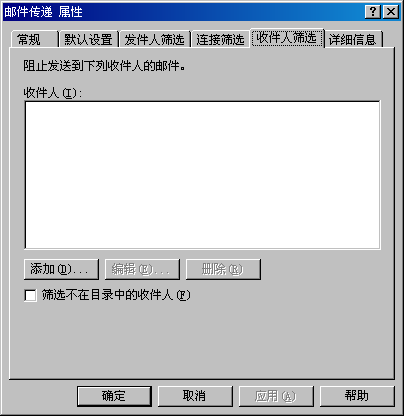 邮件传递 属性
常规 默认设置 发件人筛选 连接筛选 收件人筛选 详细信息
阻止发送到下列收件人的邮件。
收件人(I):
添加(D)... 编辑(E)... 删除(R)
筛选不在目录中的收件人(F)
确定 取消 应用(A) 帮助